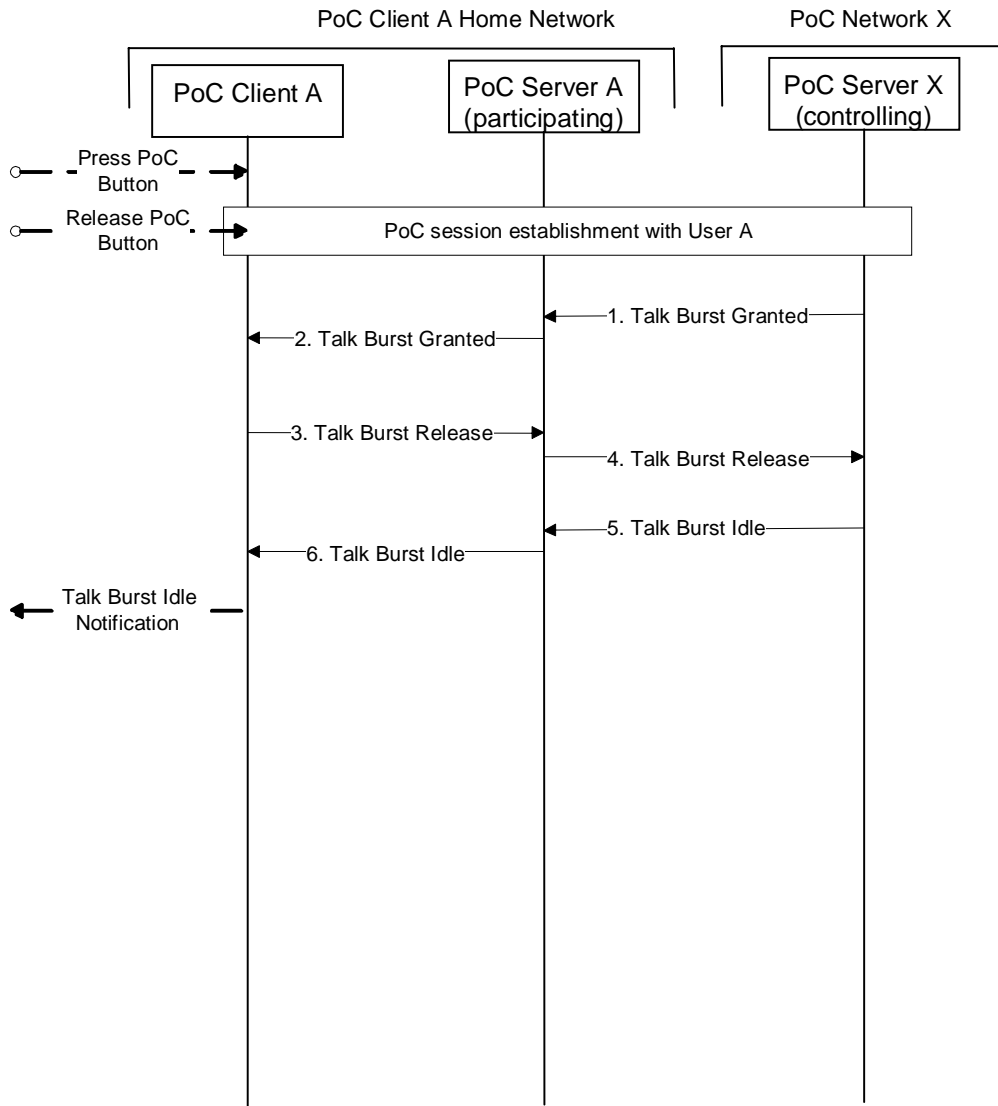 PoC Client A Home Network
PoC Network X
PoC Client A
PoC Server A
(participating)
PoC Server X
(controlling)
Press PoC
Button
Release PoC
Button
PoC session establishment with User A
1. Talk Burst Granted
2. Talk Burst Granted
3. Talk Burst Release
4. Talk Burst Release
5. Talk Burst Idle
6. Talk Burst Idle
Talk Burst Idle
Notification